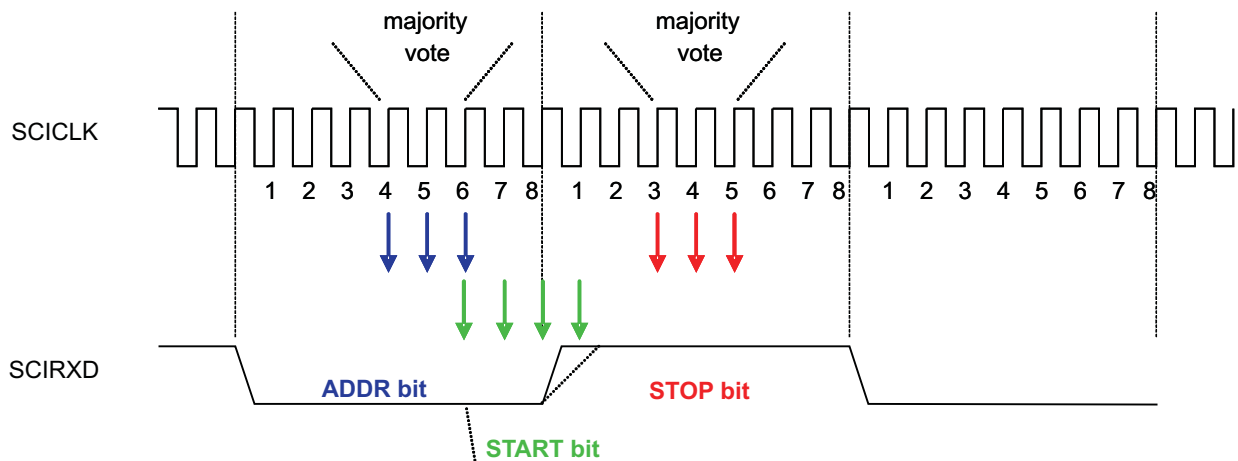 majority
vote
majority
vote
SCICLK
1 2 3 4 5 6 7 8 1 2 3 4 5 6 7 8 1 2 3 4 5 6 7 8
SCIRXD
ADDR bit
STOP bit
START bit